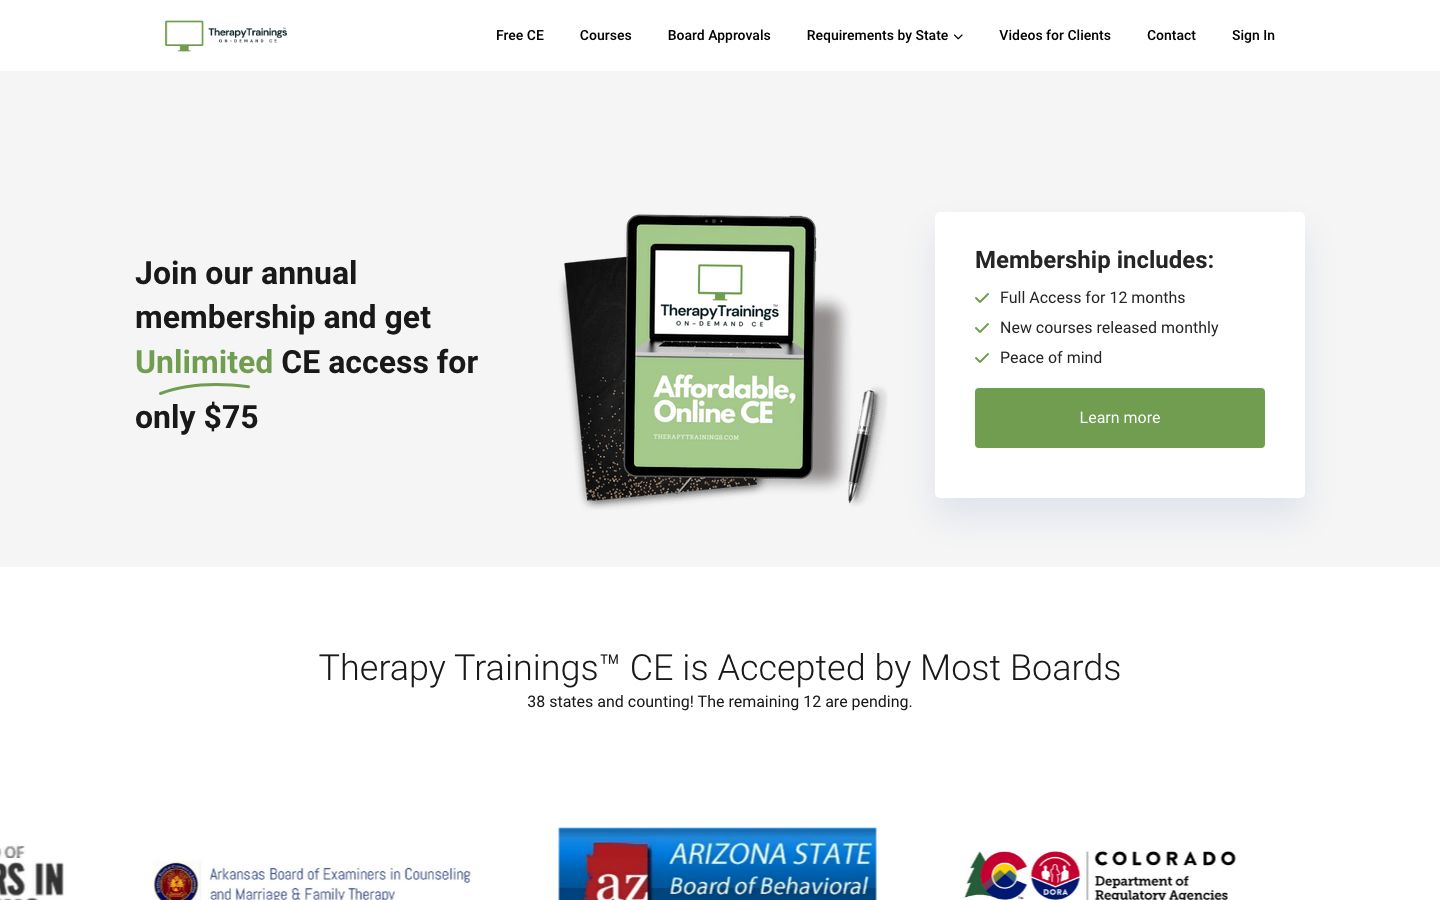 TherapyTrainings
ON-DEMAND CE
Free CE
Courses
Board Approvals
Requirements by State
Videos for Clients
Contact
Sign In
Join our annual
membership and get
Unlimited CE access for
only $75
TherapyTrainings™
ON-DEMAND CE
Affordable,
Online CE
THERAPYTRAININGS.COM
Membership includes:
Full Access for 12 months
New courses released monthly
Peace of mind
Learn more
Therapy Trainings™ CE is Accepted by Most Boards
38 states and counting! The remaining 12 are pending.
OF
RS IN
Arkansas Board of Examiners in Counseling
and Marriage & Family Therapy
az
ARIZONA STATE
Board of Behavioral
DORA
COLORADO
Department of
Regulatory Agencies